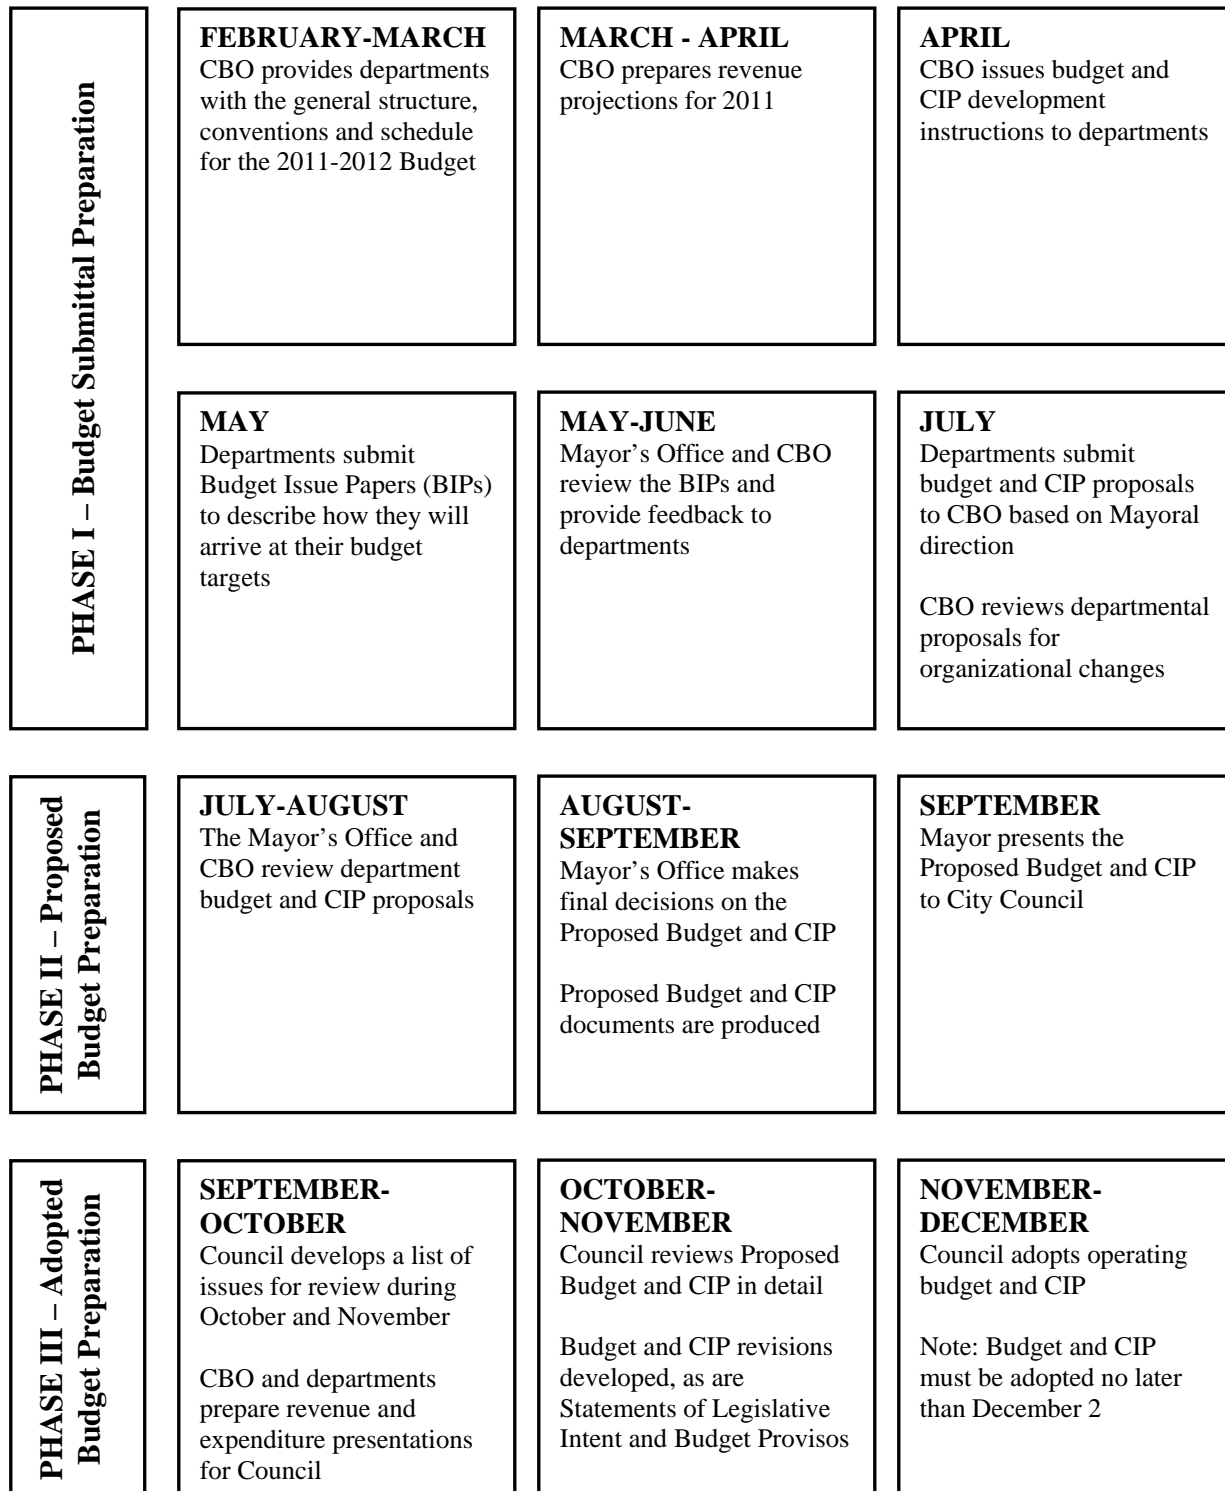 PHASE I – Budget Submittal Preparation
FEBRUARY-MARCH
CBO provides departments
with the general structure,
conventions and schedule
for the 2011-2012 Budget
MARCH - APRIL
CBO prepares revenue
projections for 2011
APRIL
CBO issues budget and
CIP development
instructions to departments
MAY
Departments submit
Budget Issue Papers (BIPs)
to describe how they will
arrive at their budget
targets
MAY-JUNE
Mayor’s Office and CBO
review the BIPs and
provide feedback to
departments
JULY
Departments submit
budget and CIP proposals
to CBO based on Mayoral
direction
CBO reviews departmental
proposals for
organizational changes
PHASE II – Proposed
Budget Preparation
JULY-AUGUST
The Mayor’s Office and
CBO review department
budget and CIP proposals
AUGUST-
SEPTEMBER
Mayor’s Office makes
final decisions on the
Proposed Budget and CIP
Proposed Budget and CIP
documents are produced
SEPTEMBER
Mayor presents the
Proposed Budget and CIP
to City Council
PHASE III – Adopted
Budget Preparation
SEPTEMBER-
OCTOBER
Council develops a list of
issues for review during
October and November
CBO and departments
prepare revenue and
expenditure presentations
for Council
OCTOBER-
NOVEMBER
Council reviews Proposed
Budget and CIP in detail
Budget and CIP revisions
developed, as are
Statements of Legislative
Intent and Budget Provisos
NOVEMBER-
DECEMBER
Council adopts operating
budget and CIP
Note: Budget and CIP
must be adopted no later
than December 2